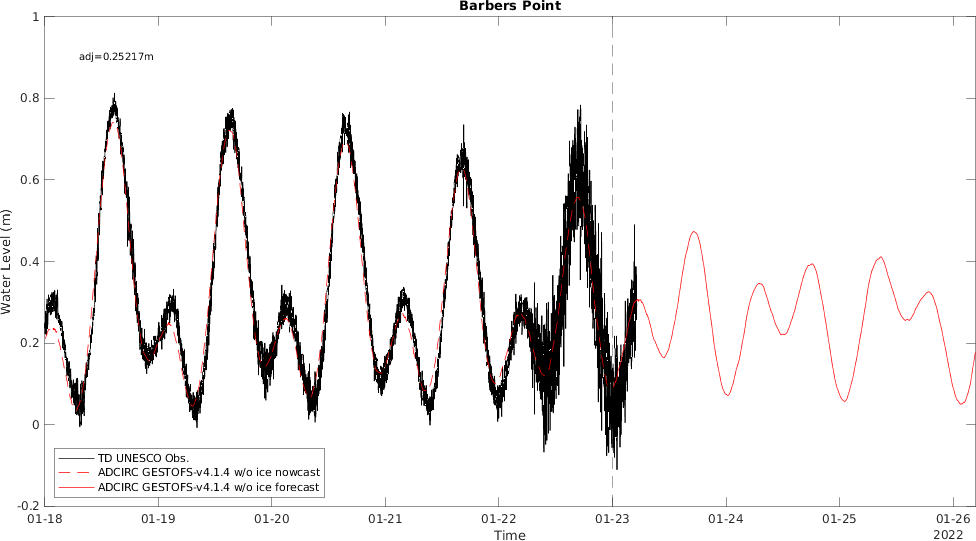 Barbers Point
adj=0.25217m
Water Level (m)
1
0.8
0.6
0.4
0.2
0
-0.2
TD UNESCO Obs.
ADCIRC GESTOFS-v4.1.4 w/o ice nowcast
ADCIRC GESTOFS-v4.1.4 w/o ice forecast
01-18 01-19 01-20 01-21 01-22 01-23 01-24 01-25 01-26
Time 2022